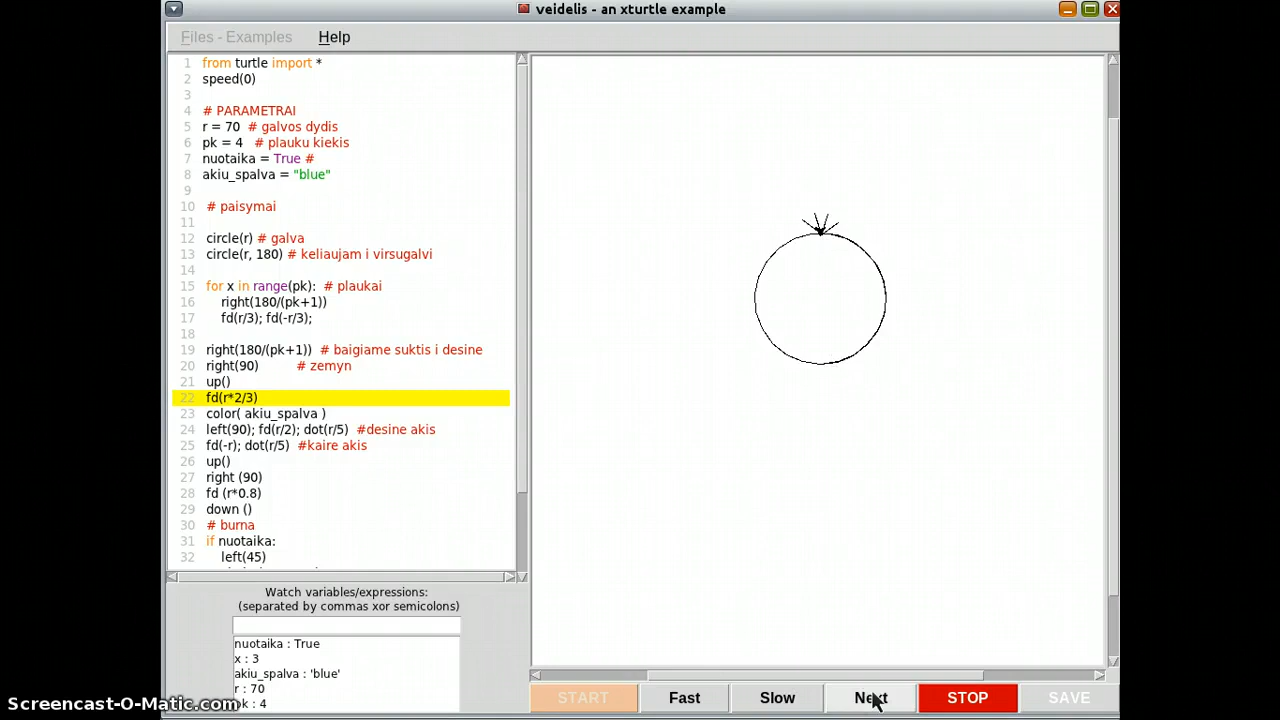 veidelis - an xturtle example
Files - Examples Help
1 from turtle import *
2 speed(0)
3
4 # PARAMETRAI
5 r = 70 # galvos dydis
6 pk = 4 # plauku kiekis
7 nuotaika = True #
8 akiu_spalva = "blue"
9
10 # paisymai
11
12 circle(r) # galva
13 circle(r, 180) # keliaujam i virsugalvi
14
15 for x in range(pk): # plaukai
16 right(180/(pk+1))
17 fd(r/3); fd(-r/3);
18
19 right(180/(pk+1)) # baigiame suktis i desine
20 right(90) # zemyn
21 up()
22 fd(r*2/3)
23 color( akiu_spalva )
24 left(90); fd(r/2); dot(r/5) #desine akis
25 fd(-r); dot(r/5) #kaire akis
26 up()
27 right (90)
28 fd (r*0.8)
29 down ()
30 # burna
31 if nuotaika:
32 left(45)
Watch variables/expressions:
(separated by commas xor semicolons)
nuotaika : True
x : 3
akiu_spalva : 'blue'
r : 70
pk : 4
START Fast Slow Next STOP SAVE
Screencast-O-Matic.com